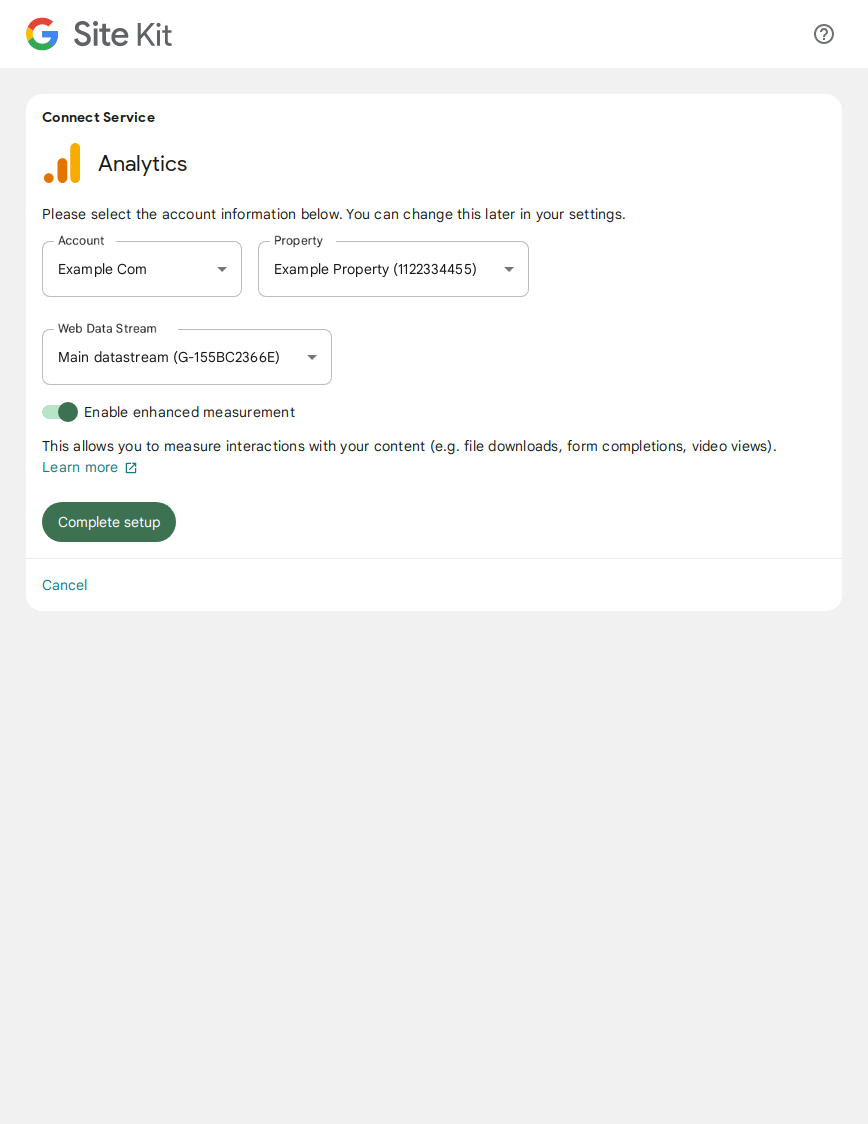 Site Kit
Connect Service
Analytics
Please select the account information below. You can change this later in your settings.
Account
Example Com
Property
Example Property (1122334455)
Web Data Stream
Main datastream (G-155BC2366E)
Enable enhanced measurement
This allows you to measure interactions with your content (e.g. file downloads, form completions, video views).
Learn more
Complete setup
Cancel